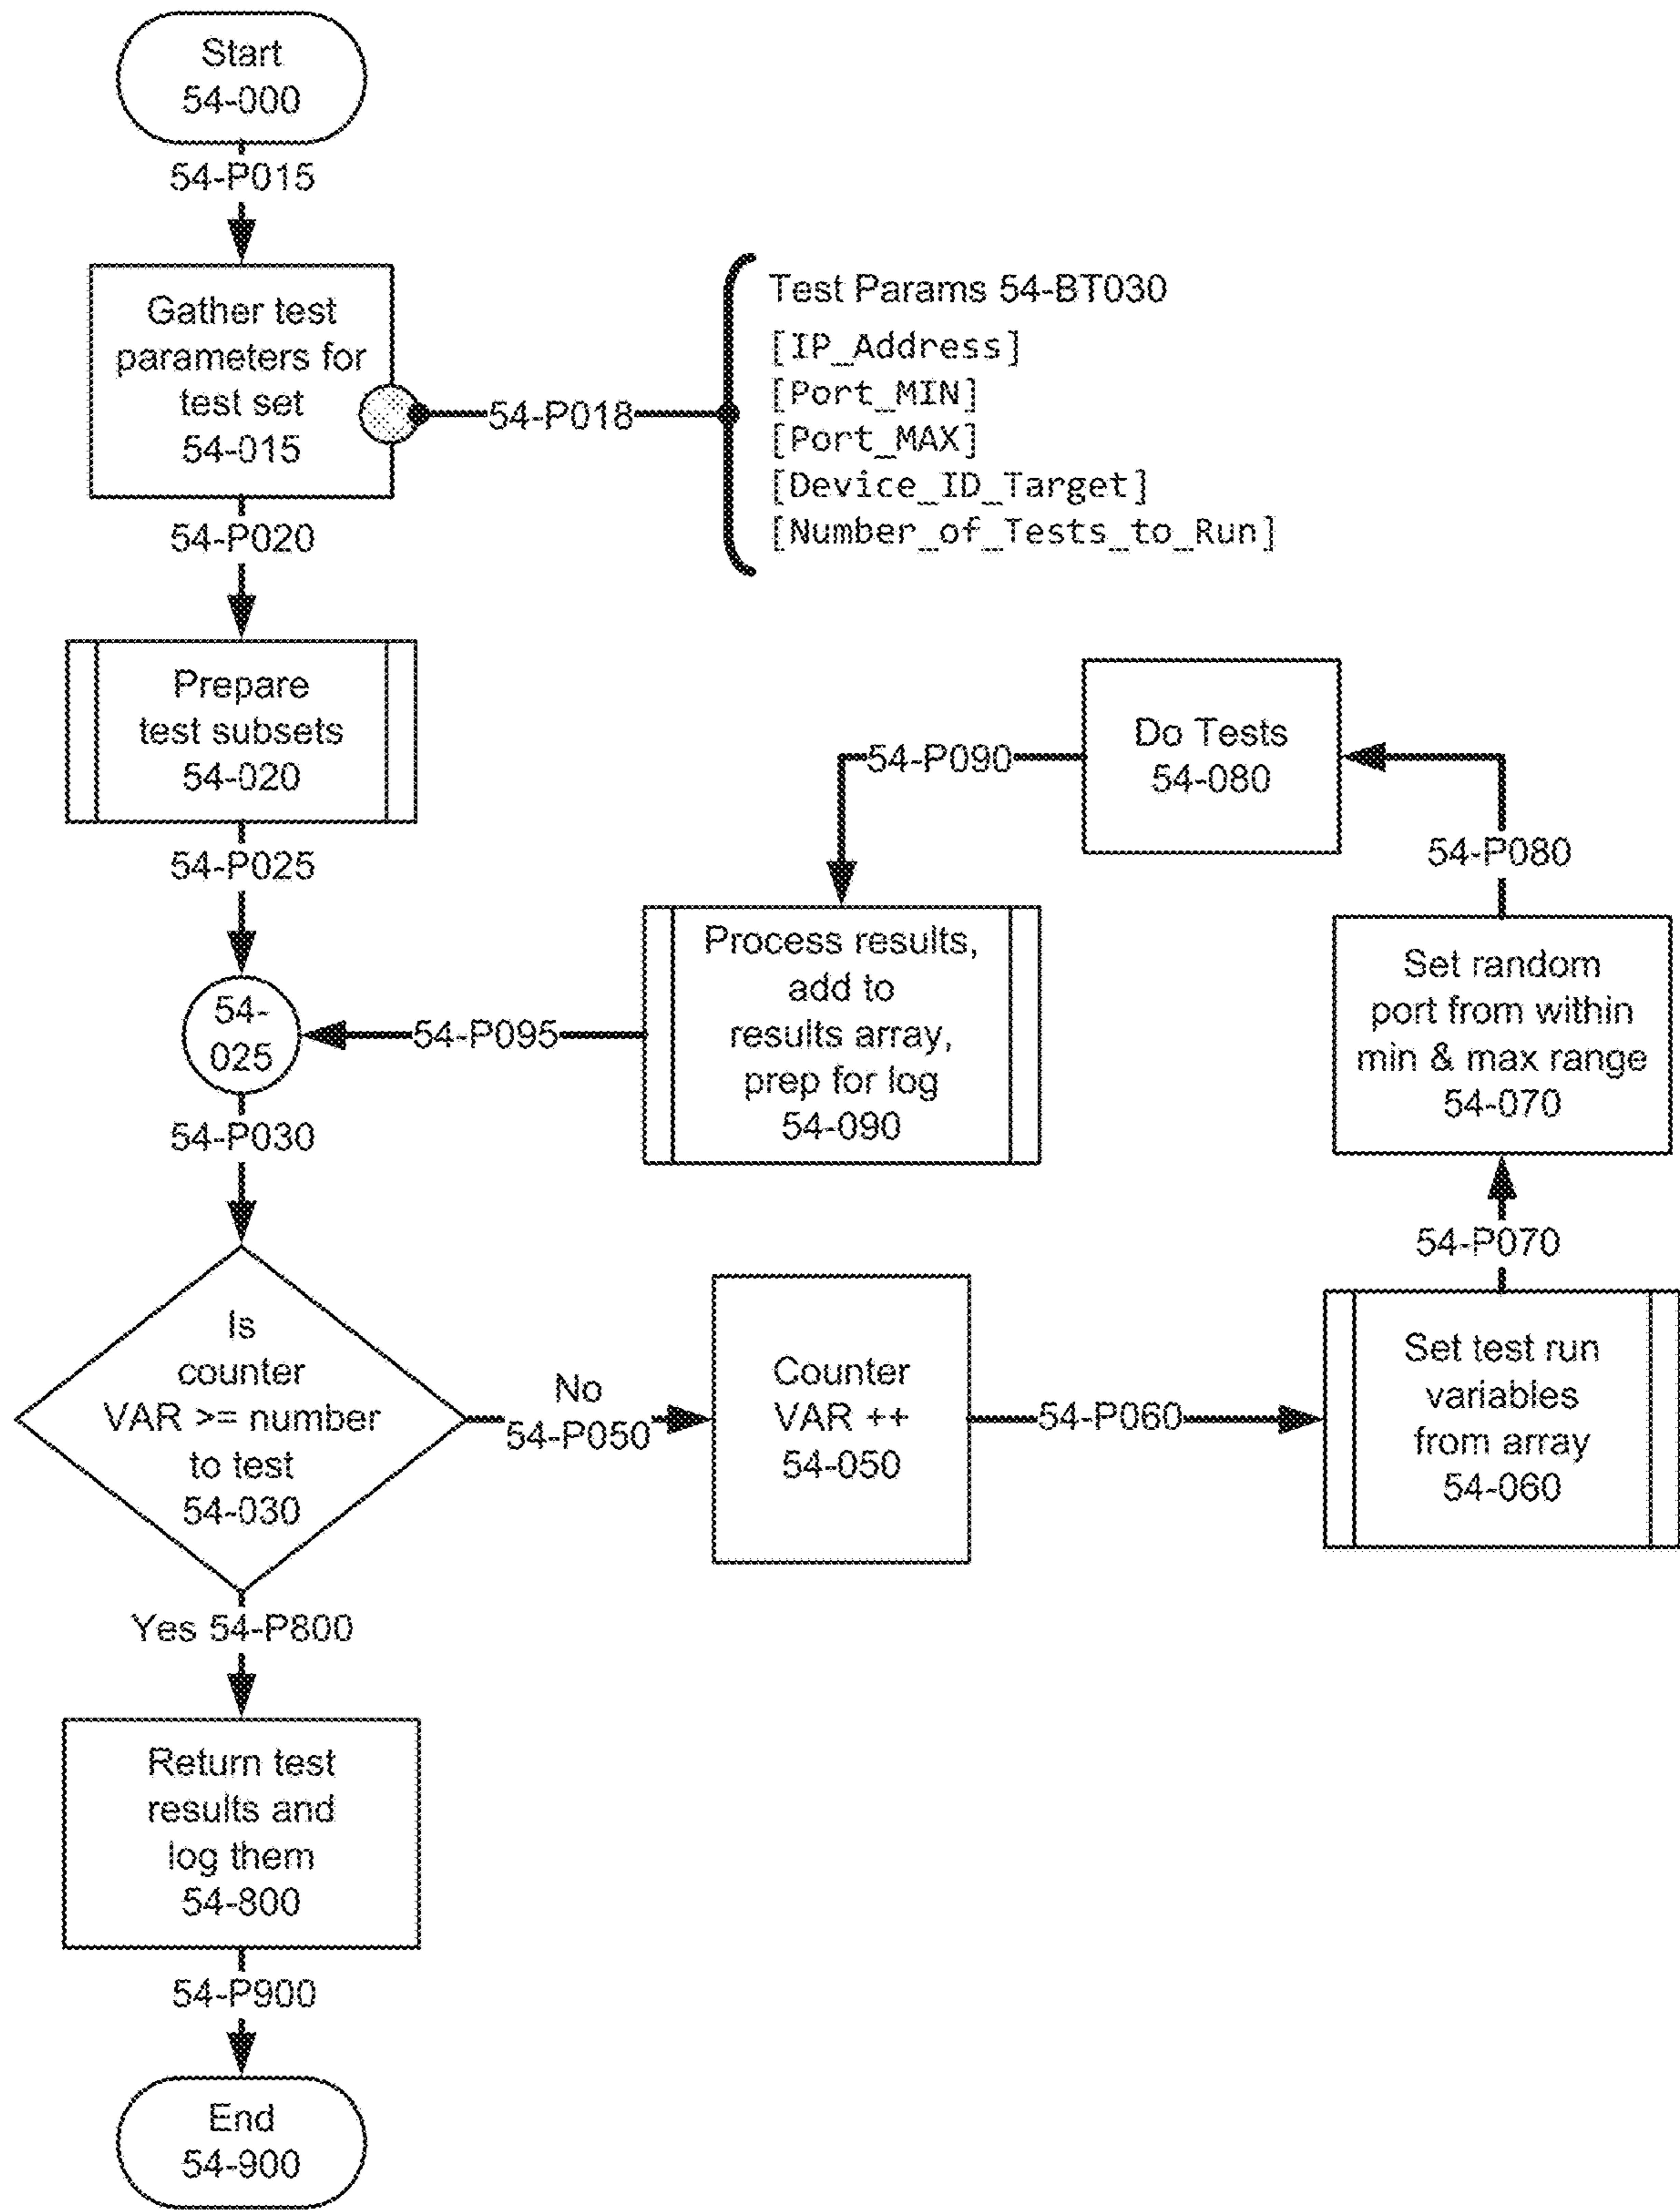 Start
54-000
54-P015
Gather test
parameters for
test set
54-015
54-P018
Test Params 54-BT030
[IP_Address]
[Port_MIN]
[Port_MAX]
[Device_ID_Target]
[Number_of_Tests_to_Run]
54-P020
Prepare
test subsets
54-020
54-P025
54-
025
54-P030
Is
counter
VAR >= number
to test
54-030
No
54-P050
Counter
VAR ++
54-050
54-P060
Set test run
variables
from array
54-060
54-P070
Set random
port from within
min & max range
54-070
54-P080
Do Tests
54-080
54-P090
Process results,
add to
results array,
prep for log
54-090
54-P095
Yes 54-P800
Return test
results and
log them
54-800
54-P900
End
54-900